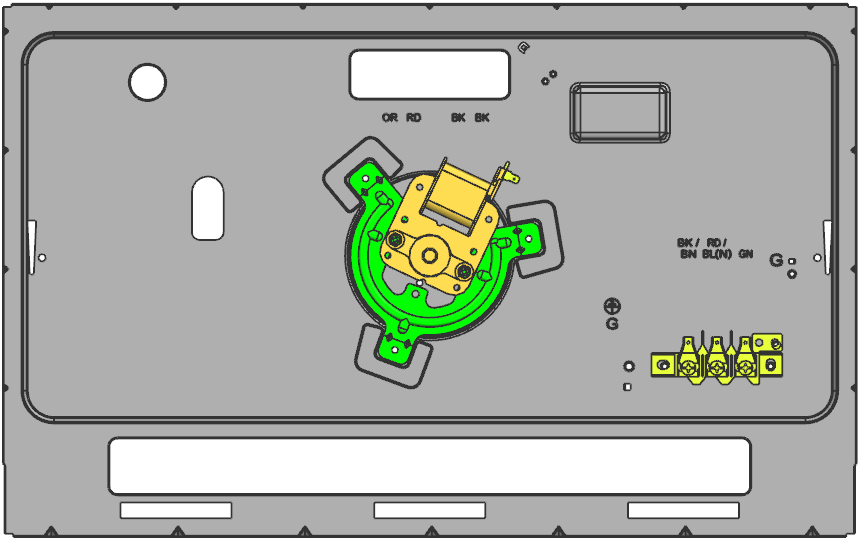 OR RD BK BK
BK / RD /
BN BL(N) GN
G
G